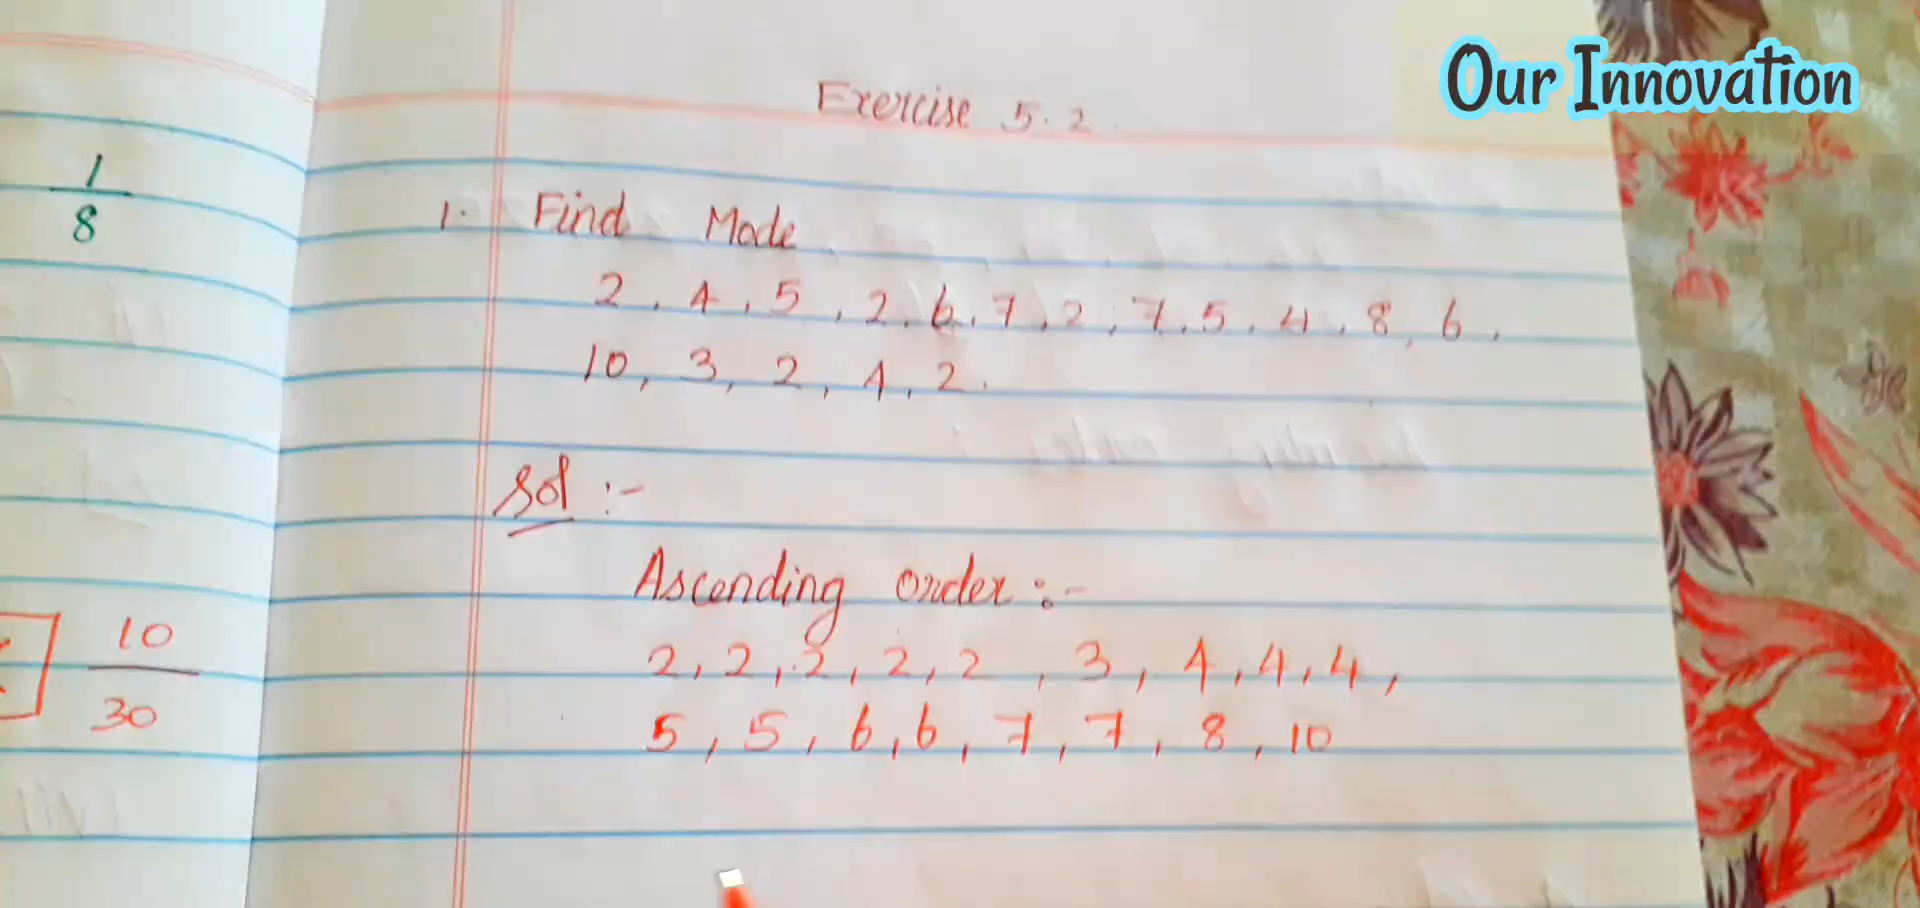 Our Innovation
Exercise 5.2
1
8
1. Find Mode
2, 4, 5, 2, 6, 7, 2, 7, 5, 4, 8, 6,
10, 3, 2, 4, 2.
Sol :-
Ascending order :-
10
30
2, 2, 2, 2, 2, 3, 4, 4, 4,
5, 5, 6, 6, 7, 7, 8, 10